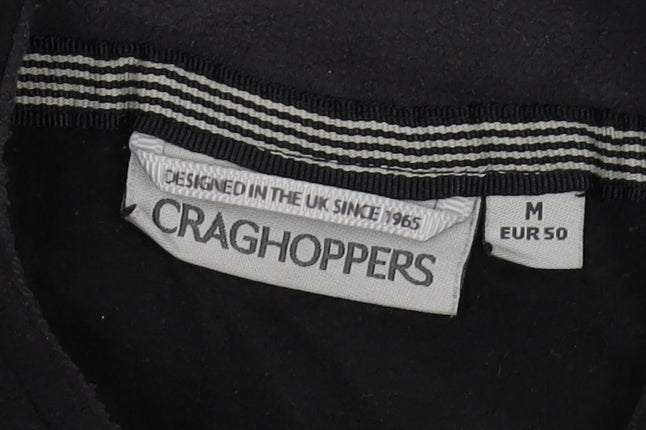 DESIGNED IN THE UK SINCE 1965
CRAGHOPPERS
M
EUR 50